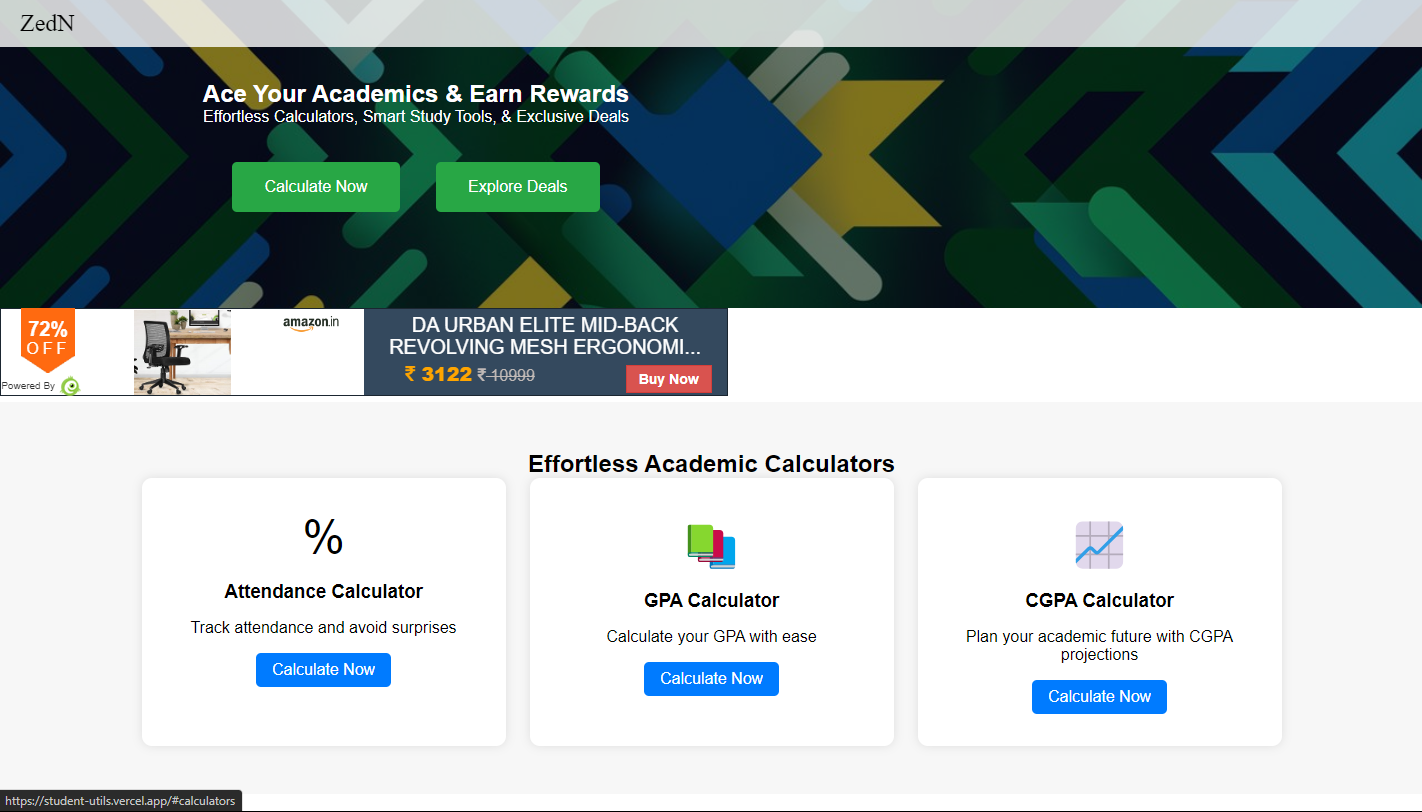 ZedN
Ace Your Academics & Earn Rewards
Effortless Calculators, Smart Study Tools, & Exclusive Deals
Calculate Now
Explore Deals
72%
OFF
Powered By
amazon.in
DA URBAN ELITE MID-BACK
REVOLVING MESH ERGONOMI...
₹ 3122 ₹ 10999
Buy Now
Effortless Academic Calculators
%
Attendance Calculator
Track attendance and avoid surprises
Calculate Now
GPA Calculator
Calculate your GPA with ease
Calculate Now
CGPA Calculator
Plan your academic future with CGPA
projections
Calculate Now
https://student-utils.vercel.app/#calculators